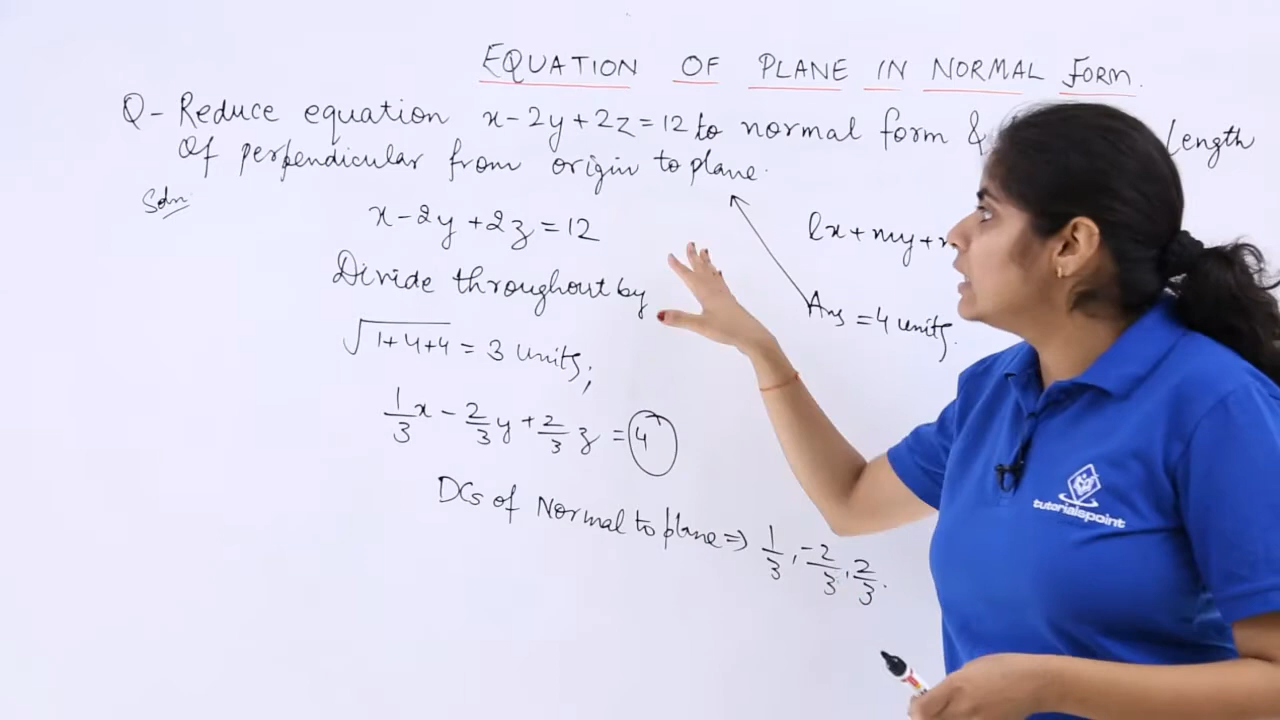 EQUATION OF PLANE IN NORMAL FORM.
Q- Reduce equation x-2y+2z=12 to normal form & length
Of perpendicular from origin to plane.
Soln
x-2y+2z=12
lx+my+n
Divide throughout by
Ans=4 units.
√1+4+4 = 3 units;
1/3 x - 2/3 y + 2/3 z = 4
DCs of Normal to plane ⇒ 1/3, -2/3, 2/3.
tutorialspoint